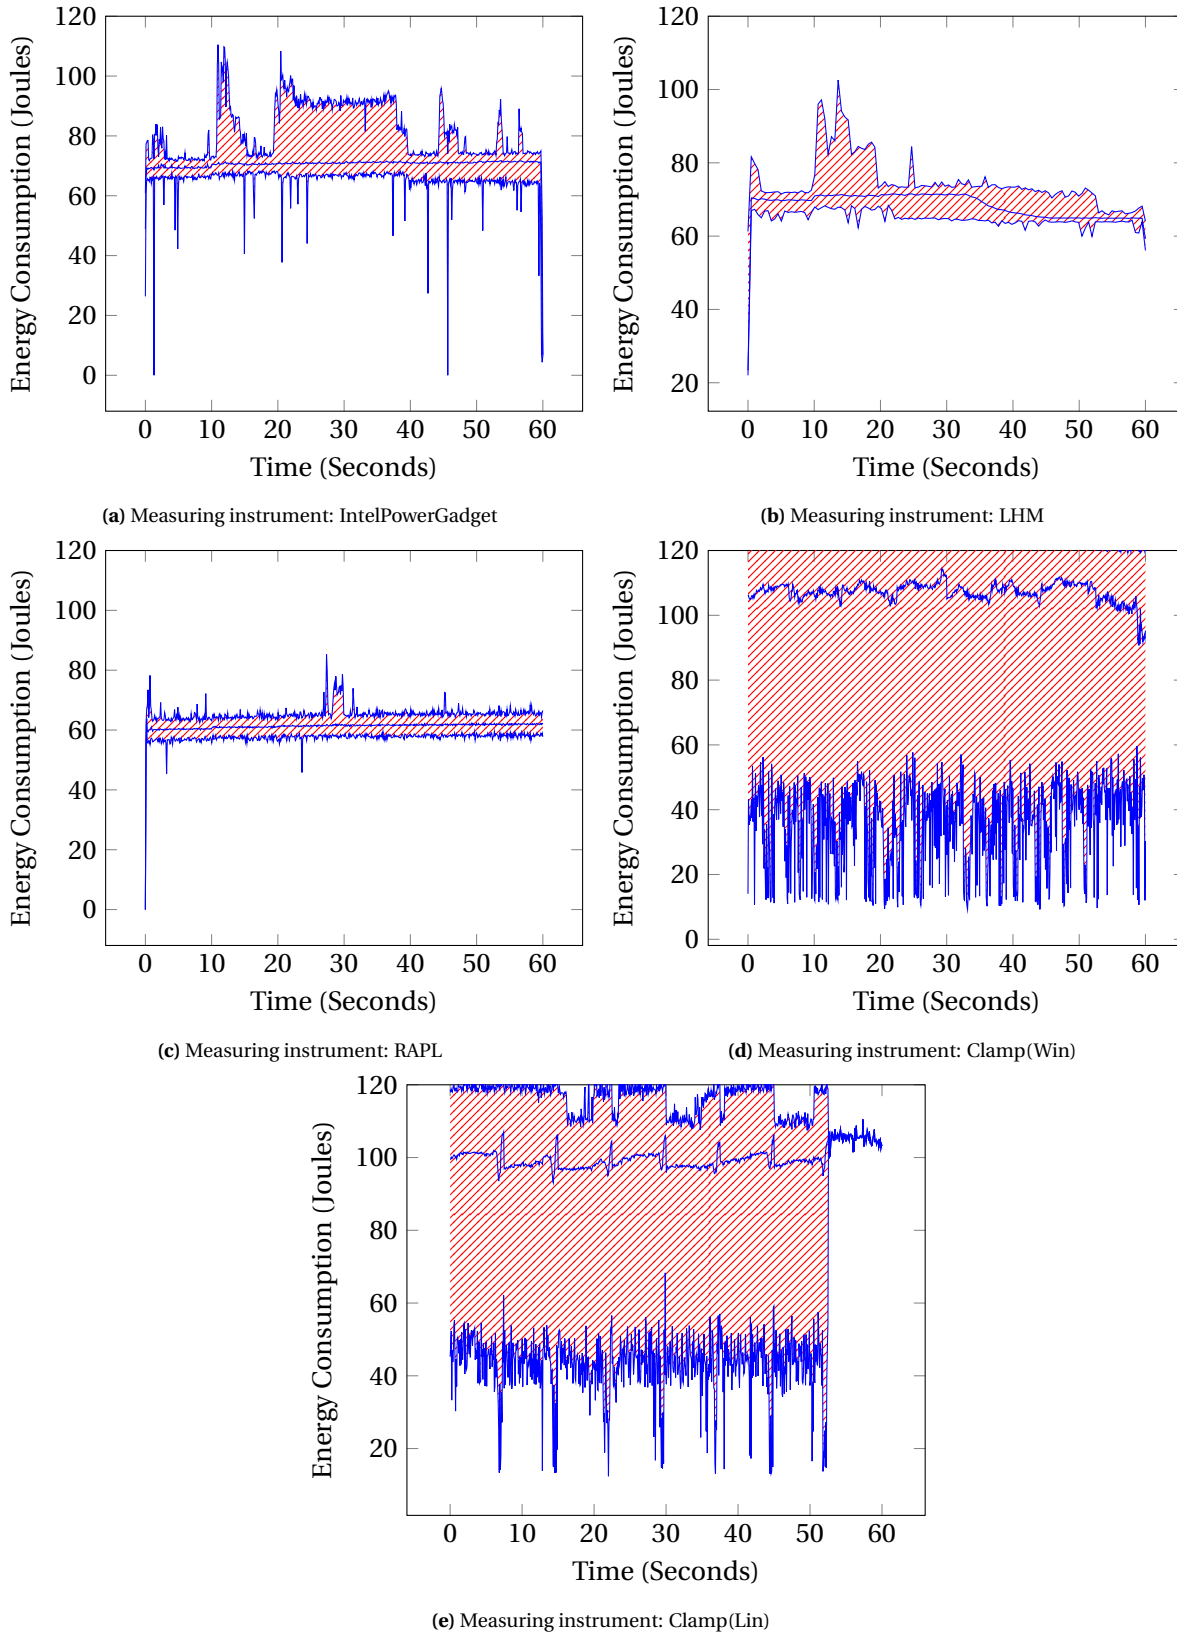 120
100
80
60
40
20
0
Energy Consumption (Joules)
0 10 20 30 40 50 60
Time (Seconds)
(a) Measuring instrument: IntelPowerGadget
120
100
80
60
40
20
Energy Consumption (Joules)
0 10 20 30 40 50 60
Time (Seconds)
(b) Measuring instrument: LHM
120
100
80
60
40
20
0
Energy Consumption (Joules)
0 10 20 30 40 50 60
Time (Seconds)
(c) Measuring instrument: RAPL
120
100
80
60
40
20
0
Energy Consumption (Joules)
0 10 20 30 40 50 60
Time (Seconds)
(d) Measuring instrument: Clamp(Win)
120
100
80
60
40
20
Energy Consumption (Joules)
0 10 20 30 40 50 60
Time (Seconds)
(e) Measuring instrument: Clamp(Lin)